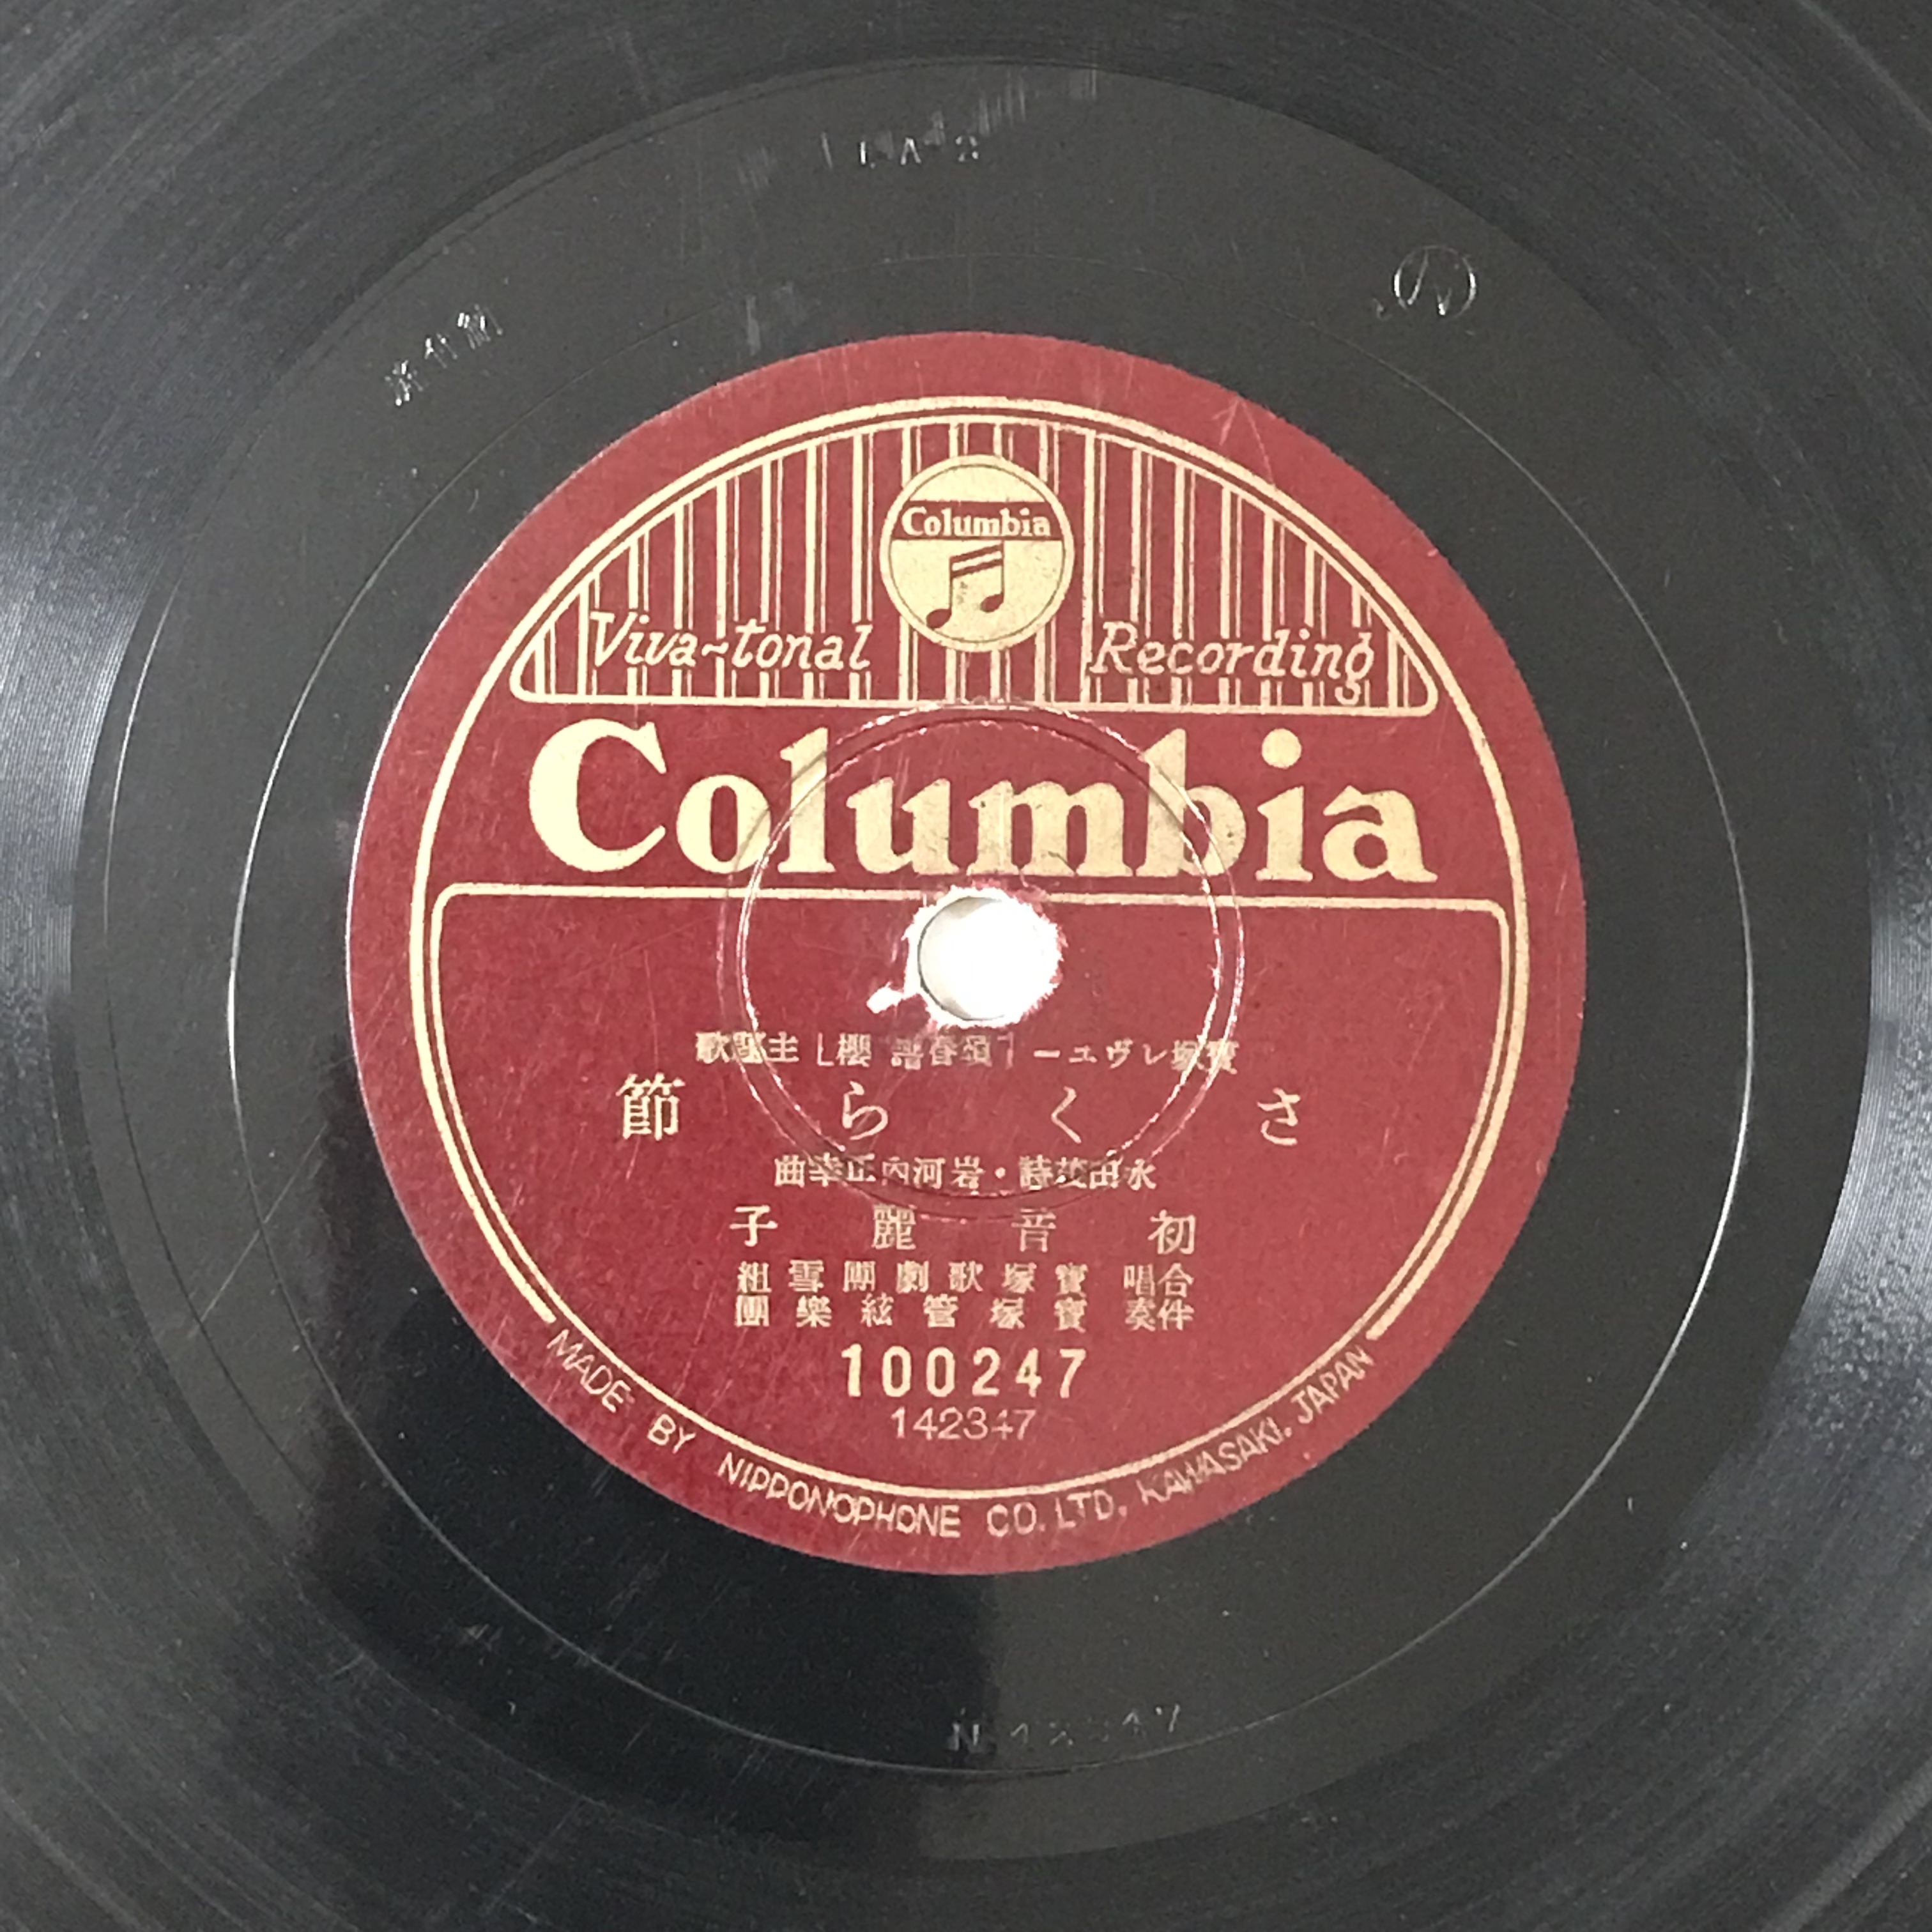 Columbia
Viva-tonal Recording
Columbia
寶塚レヴユー「頌春譜 櫻」主題歌
さくら節
永田茂詩・岩河内正幸曲
初音麗子
合唱 寶塚歌劇團雪組
伴奏 寶塚管絃樂團
100247
142347
MADE BY NIPPONOPHONE CO. LTD. KAWASAKI. JAPAN